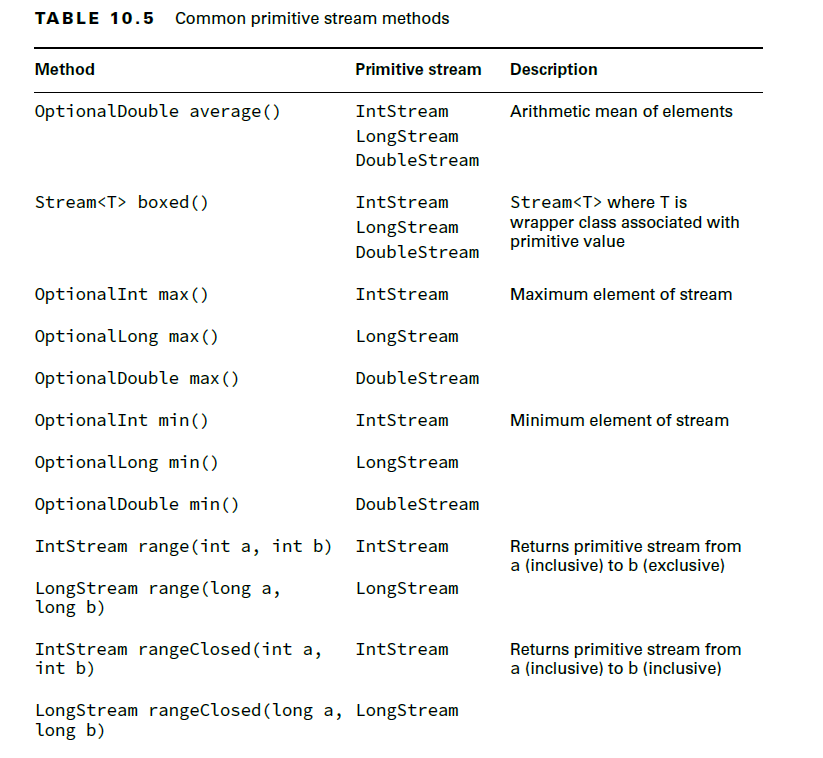 TABLE 10.5 Common primitive stream methods
Method Primitive stream Description
OptionalDouble average() IntStream Arithmetic mean of elements
LongStream
DoubleStream
Stream<T> boxed() IntStream Stream<T> where T is
LongStream wrapper class associated with
DoubleStream primitive value
OptionalInt max() IntStream Maximum element of stream
OptionalLong max() LongStream
OptionalDouble max() DoubleStream
OptionalInt min() IntStream Minimum element of stream
OptionalLong min() LongStream
OptionalDouble min() DoubleStream
IntStream range(int a, int b) IntStream Returns primitive stream from
a (inclusive) to b (exclusive)
LongStream range(long a, LongStream
long b)
IntStream rangeClosed(int a, IntStream Returns primitive stream from
int b) a (inclusive) to b (inclusive)
LongStream rangeClosed(long a, LongStream
long b)